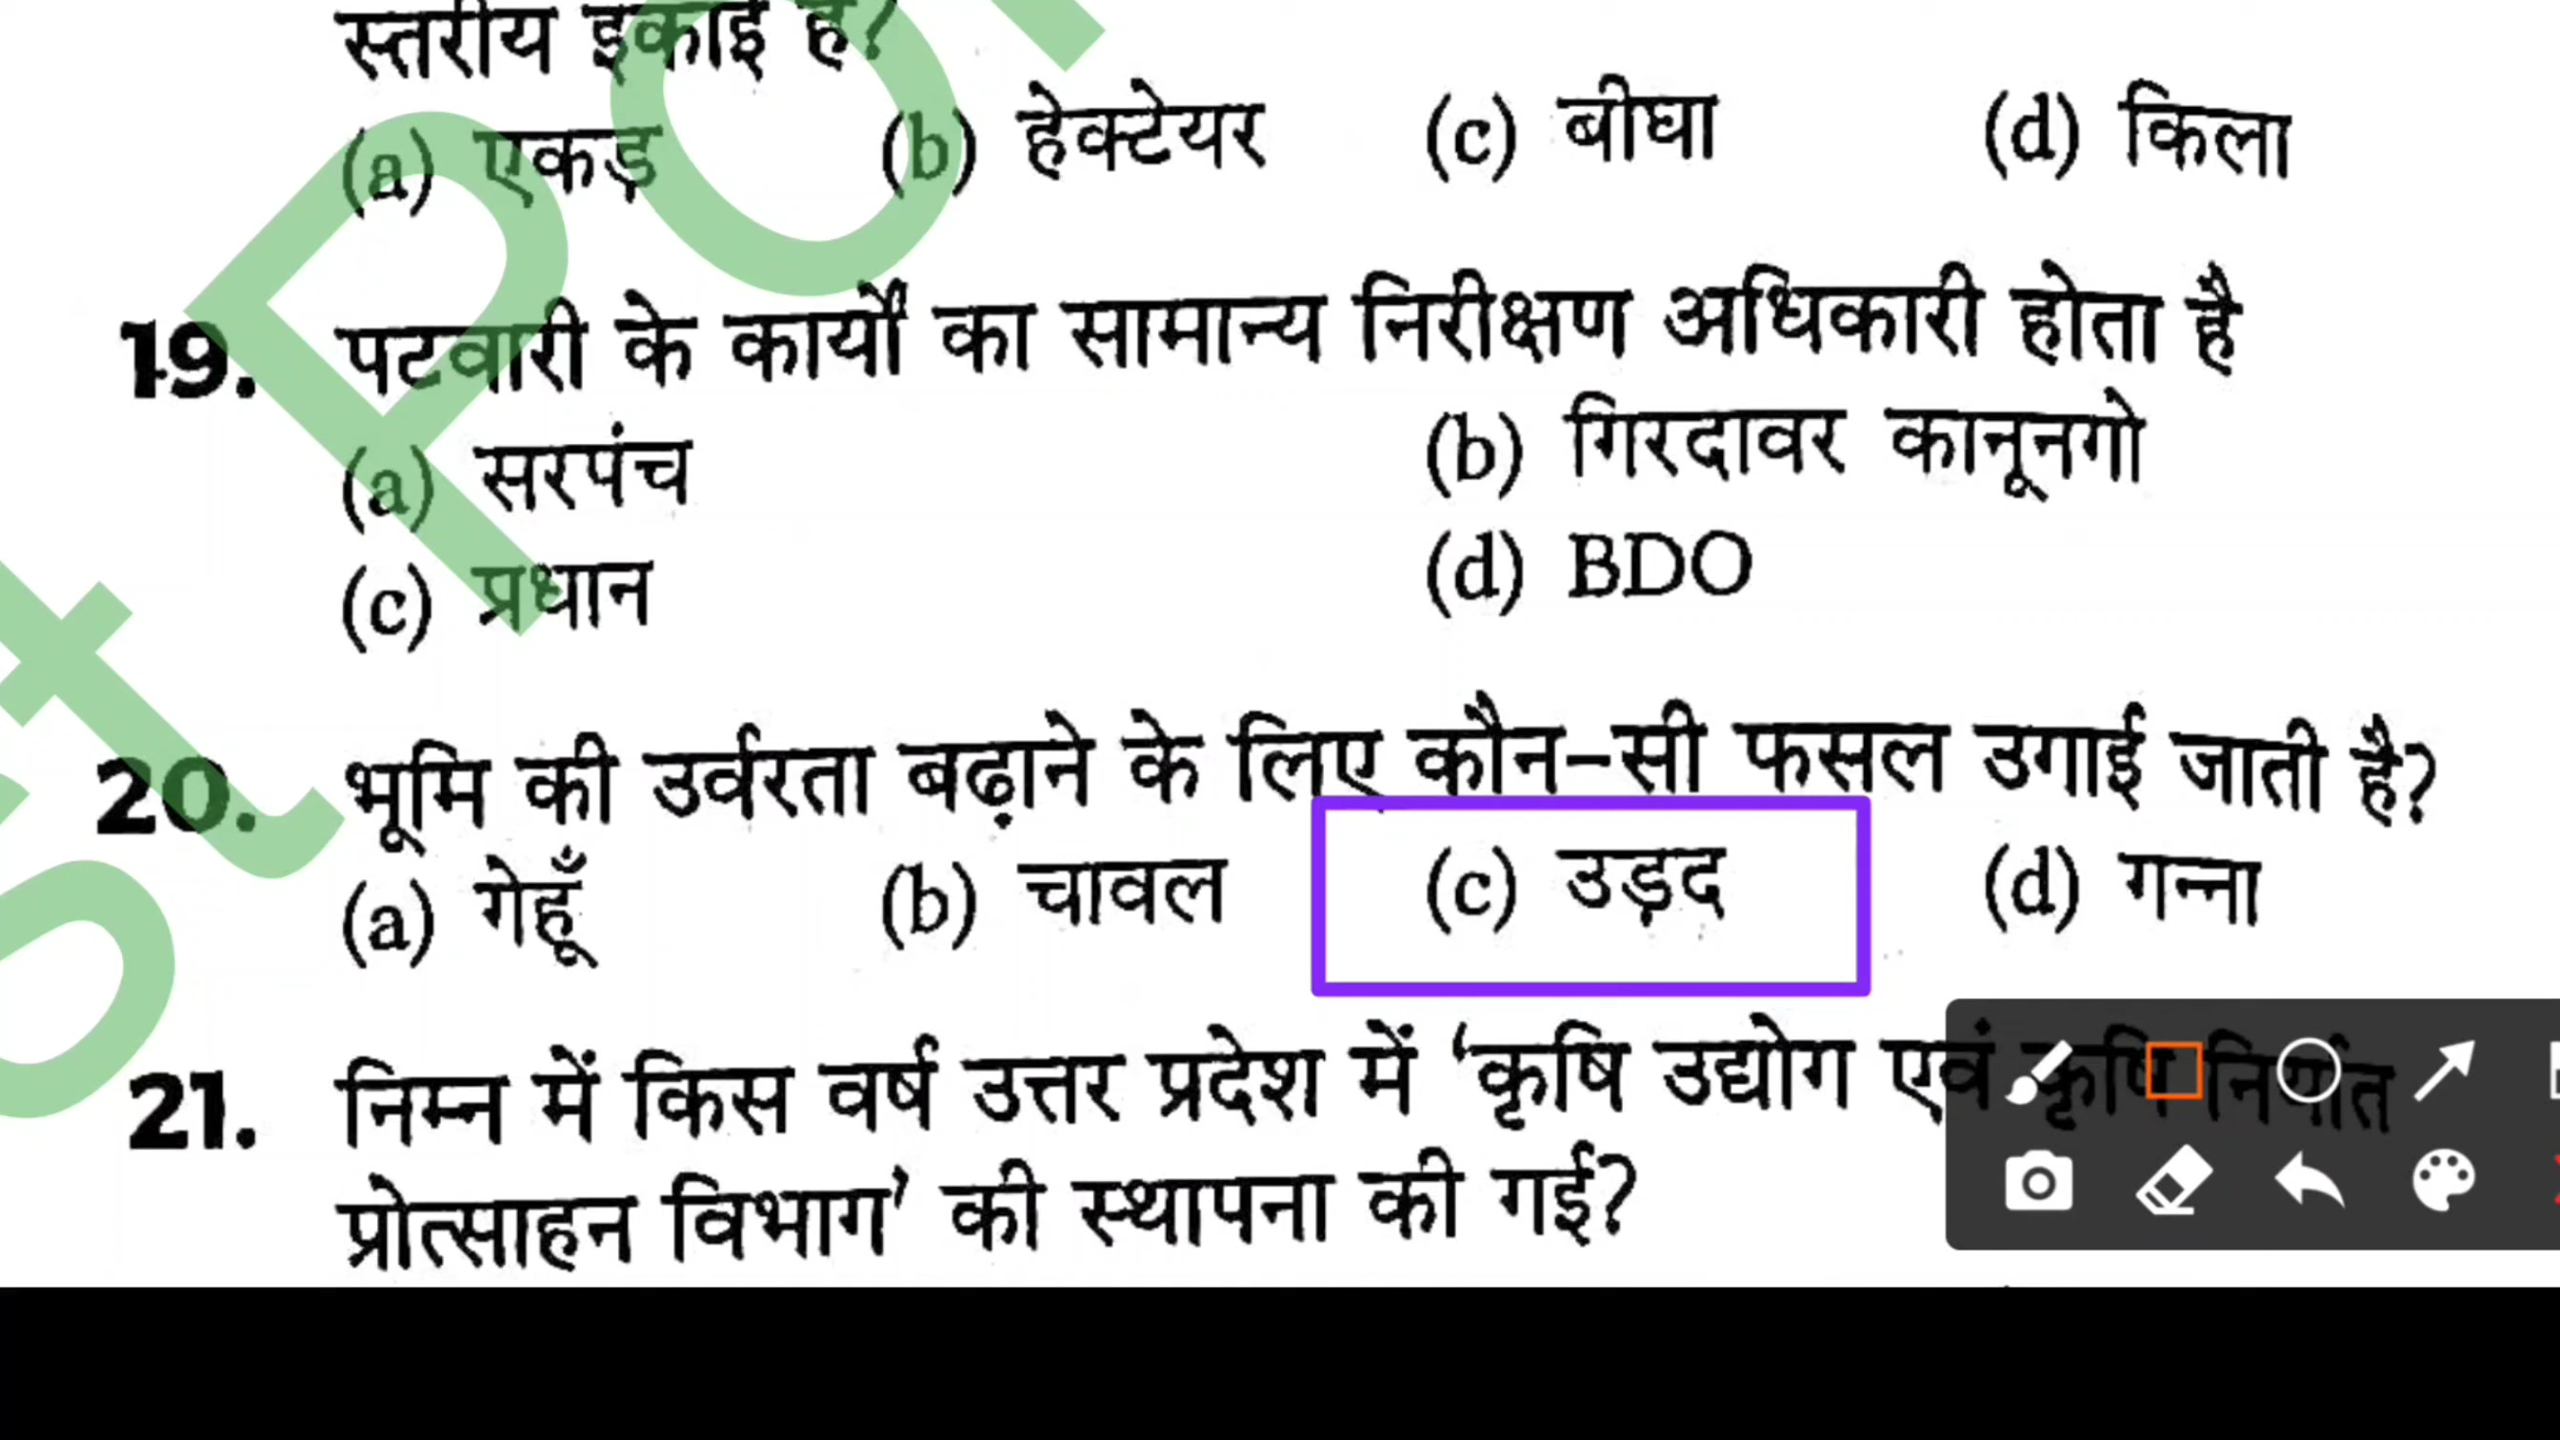 स्तरीय इकाई है?
(a) एकड़ (b) हेक्टेयर (c) बीघा (d) किला
19. पटवारी के कार्यों का सामान्य निरीक्षण अधिकारी होता है
(a) सरपंच (b) गिरदावर कानूनगो
(c) प्रधान (d) BDO
20. भूमि की उर्वरता बढ़ाने के लिए कौन-सी फसल उगाई जाती है?
(a) गेहूँ (b) चावल (c) उड़द (d) गन्ना
21. निम्न में किस वर्ष उत्तर प्रदेश में ‘कृषि उद्योग एवं कृषि निर्यात
प्रोत्साहन विभाग’ की स्थापना की गई?